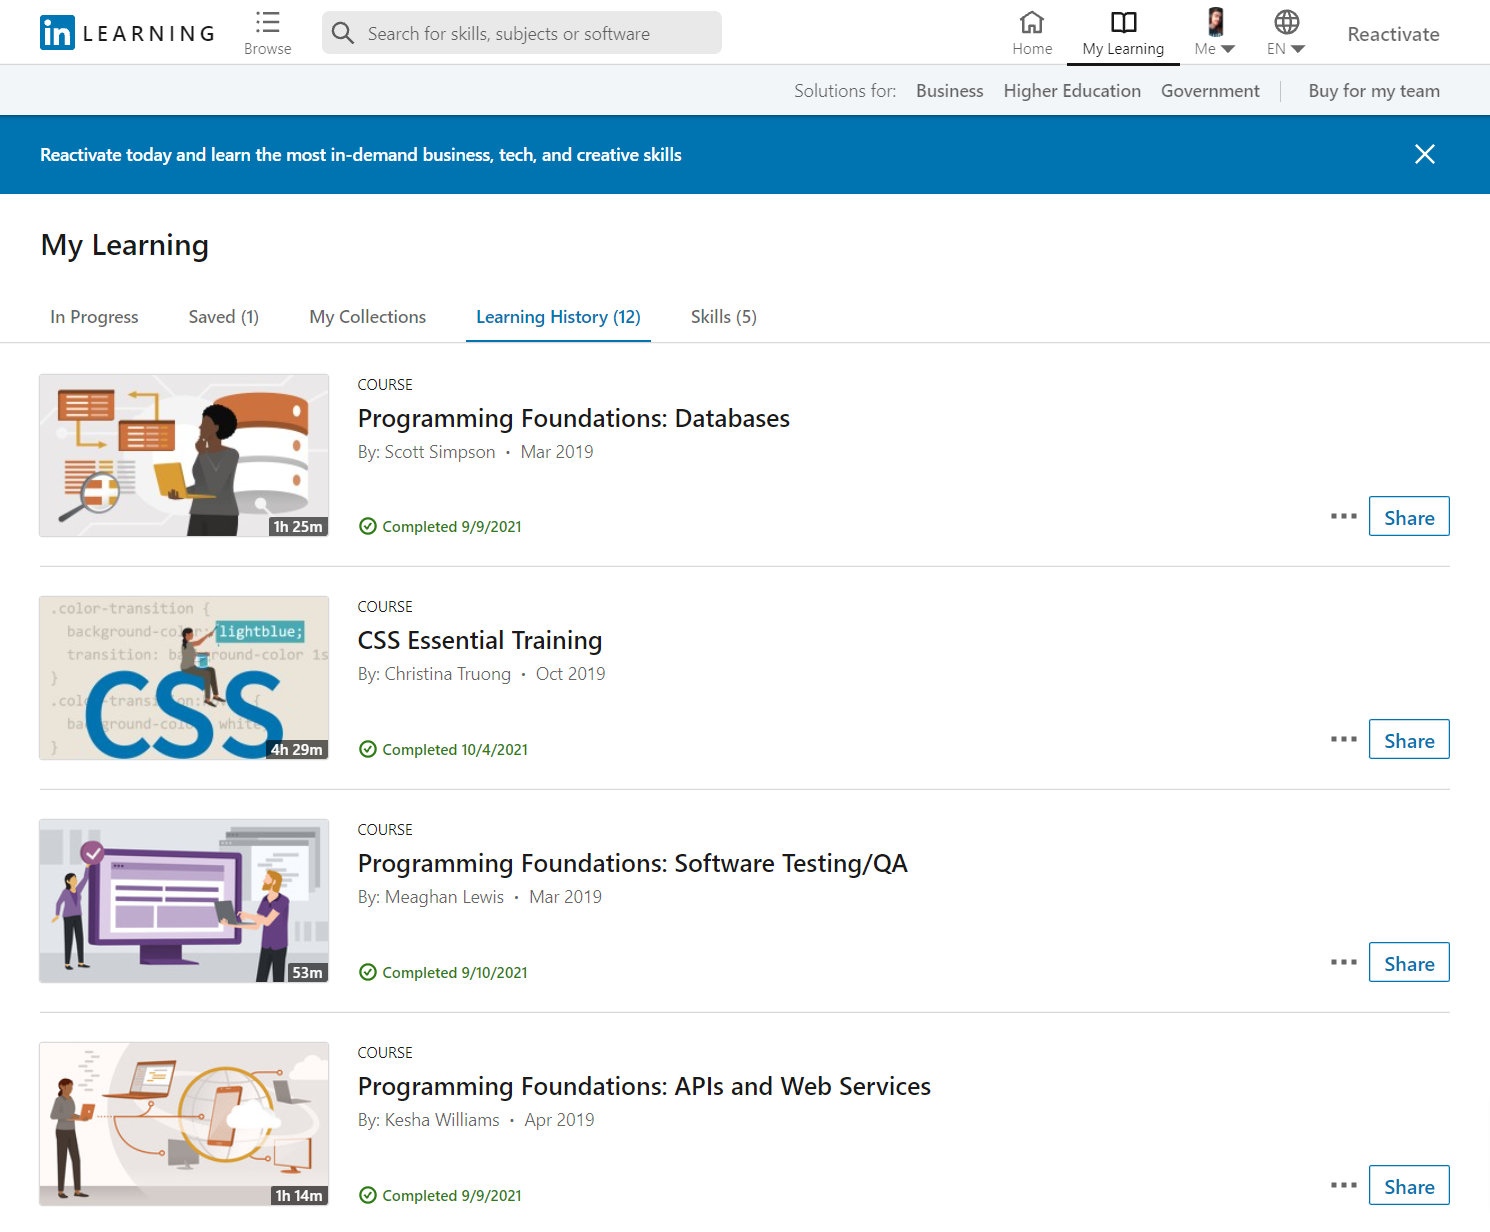 in LEARNING
Browse
Search for skills, subjects or software
Home
My Learning
Me
EN
Reactivate
Solutions for: Business Higher Education Government Buy for my team
Reactivate today and learn the most in-demand business, tech, and creative skills
My Learning
In Progress Saved (1) My Collections Learning History (12) Skills (5)
1h 25m
COURSE
Programming Foundations: Databases
By: Scott Simpson • Mar 2019
Completed 9/9/2021
Share
.color-transition {
background-color: lightblue;
transition: background-color 1s
}
.color-transition: {
background-color: white;
}
CSS
4h 29m
COURSE
CSS Essential Training
By: Christina Truong • Oct 2019
Completed 10/4/2021
Share
53m
COURSE
Programming Foundations: Software Testing/QA
By: Meaghan Lewis • Mar 2019
Completed 9/10/2021
Share
1h 14m
COURSE
Programming Foundations: APIs and Web Services
By: Kesha Williams • Apr 2019
Completed 9/9/2021
Share